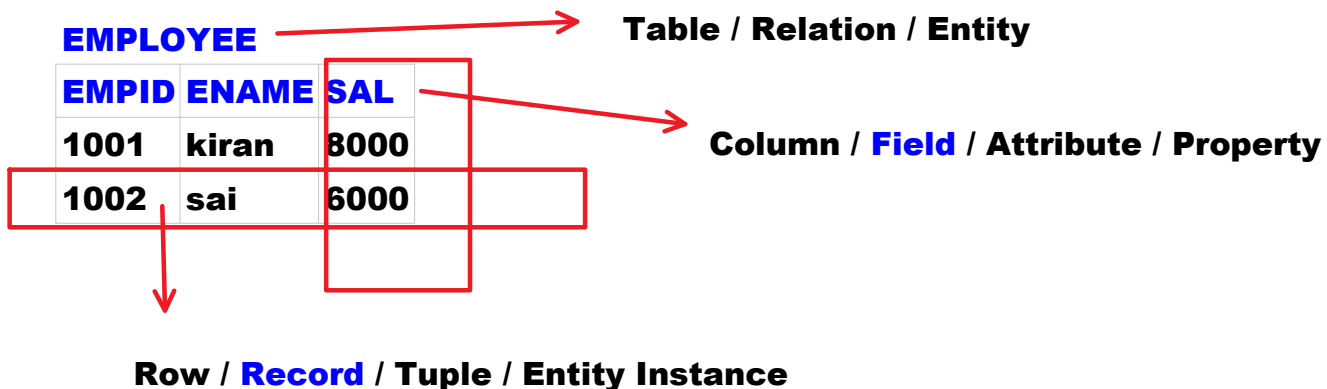 EMPLOYEE
Table / Relation / Entity
EMPID ENAME SAL
1001 kiran 8000
Column / Field / Attribute / Property
1002 sai 6000
Row / Record / Tuple / Entity Instance